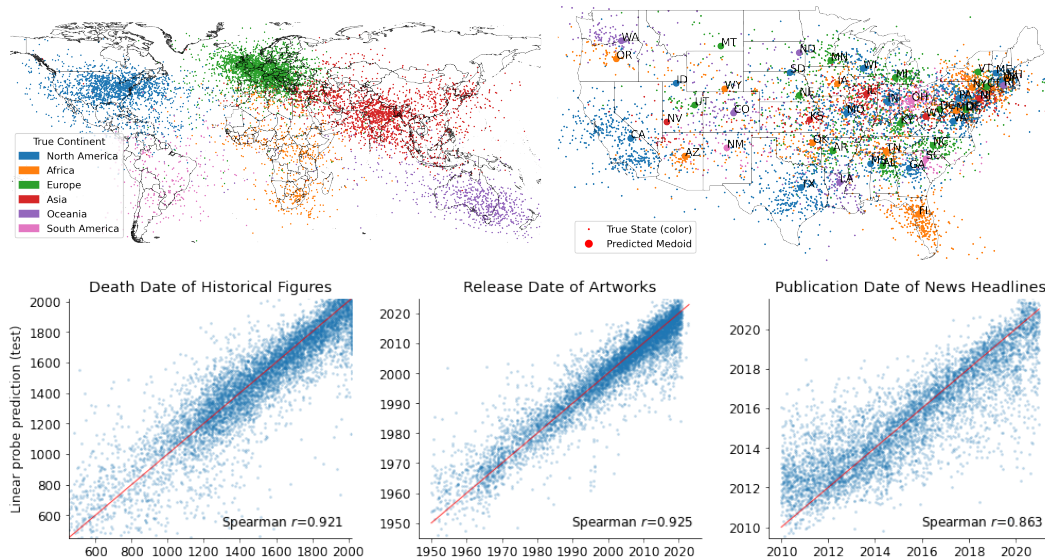 True Continent
North America
Africa
Europe
Asia
Oceania
South America
WA
OR
MT
ND
MN
ID
SD
WI
WY
IA
MI
VT
UT
CO
NE
OH
PA
NV
KS
MO
KY
CA
AZ
NM
OK
AR
TN
NC
SC
GA
AL
TX
LA
FL
True State (color)
Predicted Medoid
Death Date of Historical Figures
Release Date of Artworks
Publication Date of News Headlines
Linear probe prediction (test)
2000
1800
1600
1400
1200
1000
800
600
600 800 1000 1200 1400 1600 1800 2000
Spearman r=0.921
2020
2010
2000
1990
1980
1970
1960
1950
1950 1960 1970 1980 1990 2000 2010 2020
Spearman r=0.925
2020
2018
2016
2014
2012
2010
2010 2012 2014 2016 2018 2020
Spearman r=0.863